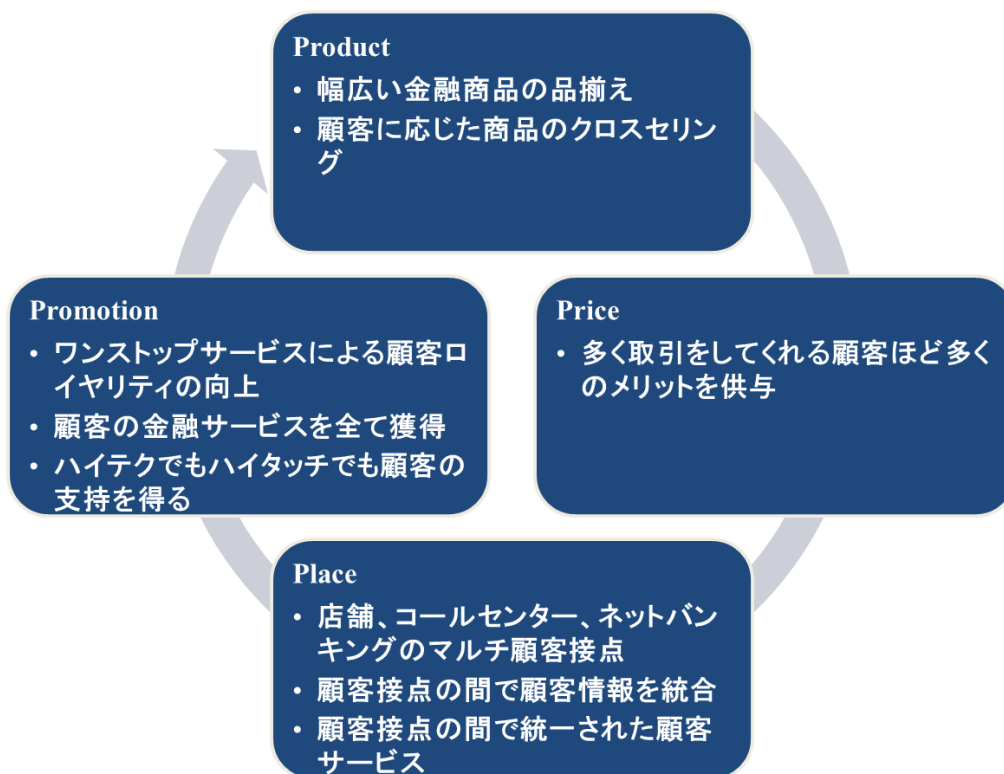 Product
• 幅広い金融商品の品揃え
• 顧客に応じた商品のクロスセリン
グ
Price
• 多く取引をしてくれる顧客ほど多く
のメリットを供与
Place
• 店舗、コールセンター、ネットバン
キングのマルチ顧客接点
• 顧客接点の間で顧客情報を統合
• 顧客接点の間で統一された顧客
サービス
Promotion
• ワンストップサービスによる顧客ロ
イヤリティの向上
• 顧客の金融サービスを全て獲得
• ハイテクでもハイタッチでも顧客の
支持を得る